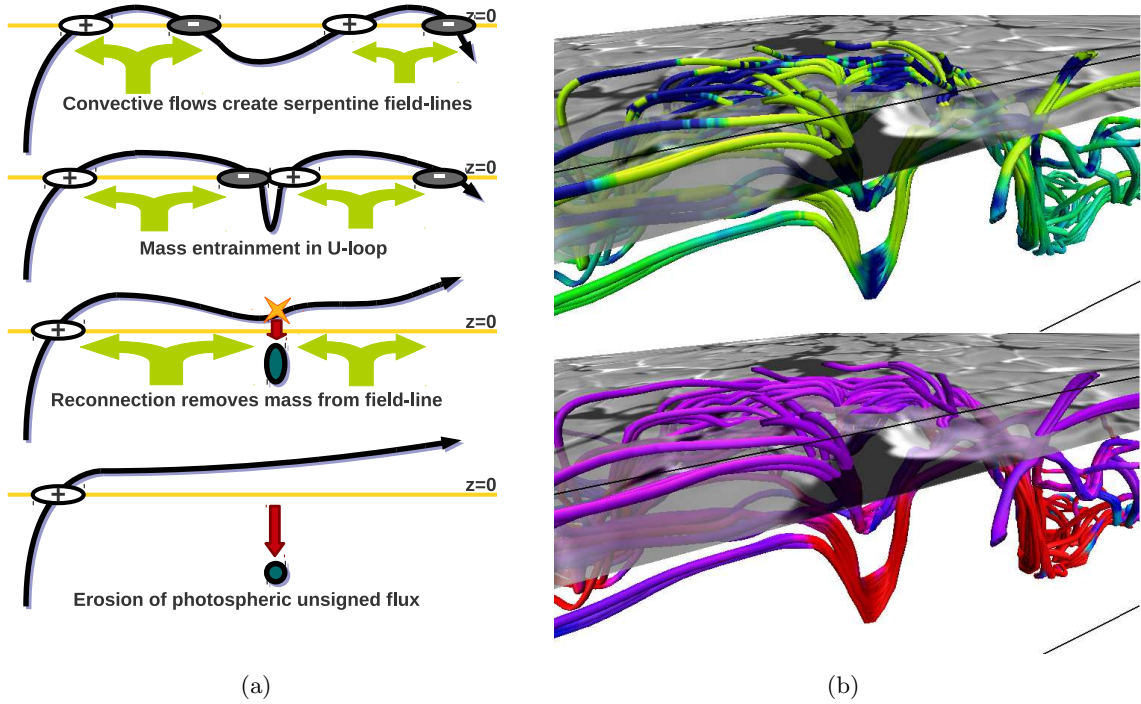 z=0
+ - + -
Convective flows create serpentine field-lines
z=0
+ - + -
Mass entrainment in U-loop
z=0
+
Reconnection removes mass from field-line
z=0
+
Erosion of photospheric unsigned flux
(a)
(b)